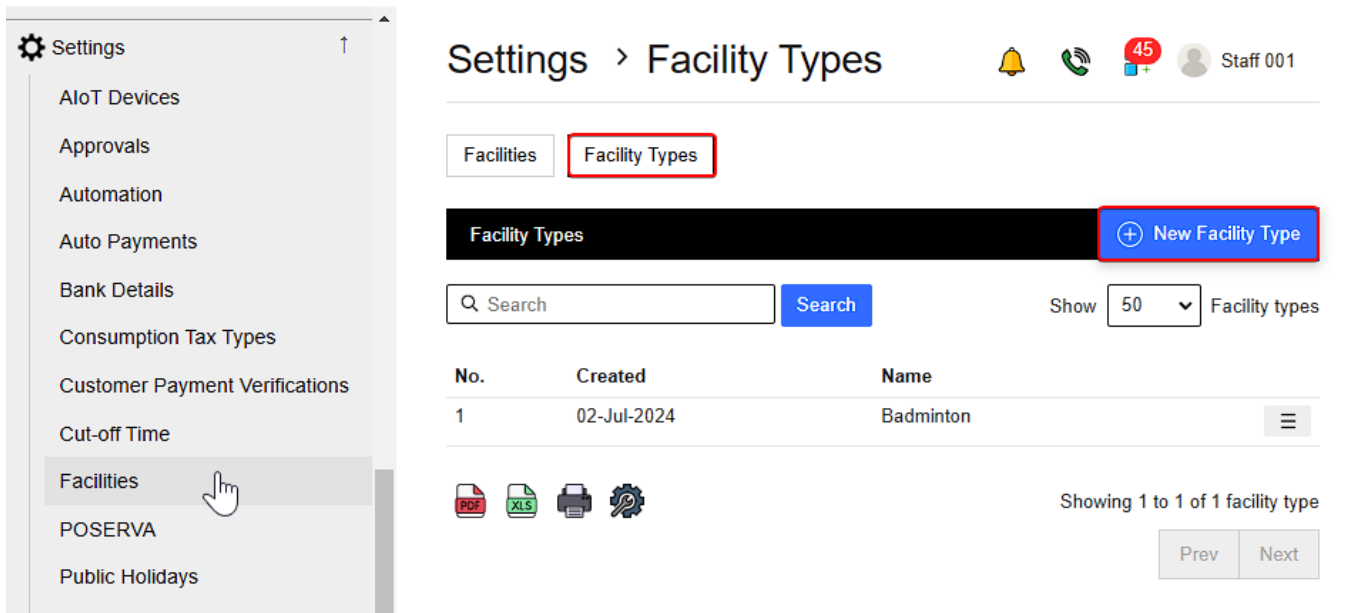 Settings ↑
AIoT Devices
Approvals
Automation
Auto Payments
Bank Details
Consumption Tax Types
Customer Payment Verifications
Cut-off Time
Facilities
POSERVA
Public Holidays
Settings > Facility Types
45
Staff 001
Facilities
Facility Types
Facility Types
New Facility Type
Search
Search
Show 50 Facility types
No. Created Name
1 02-Jul-2024 Badminton
PDF XLS
Showing 1 to 1 of 1 facility type
Prev Next